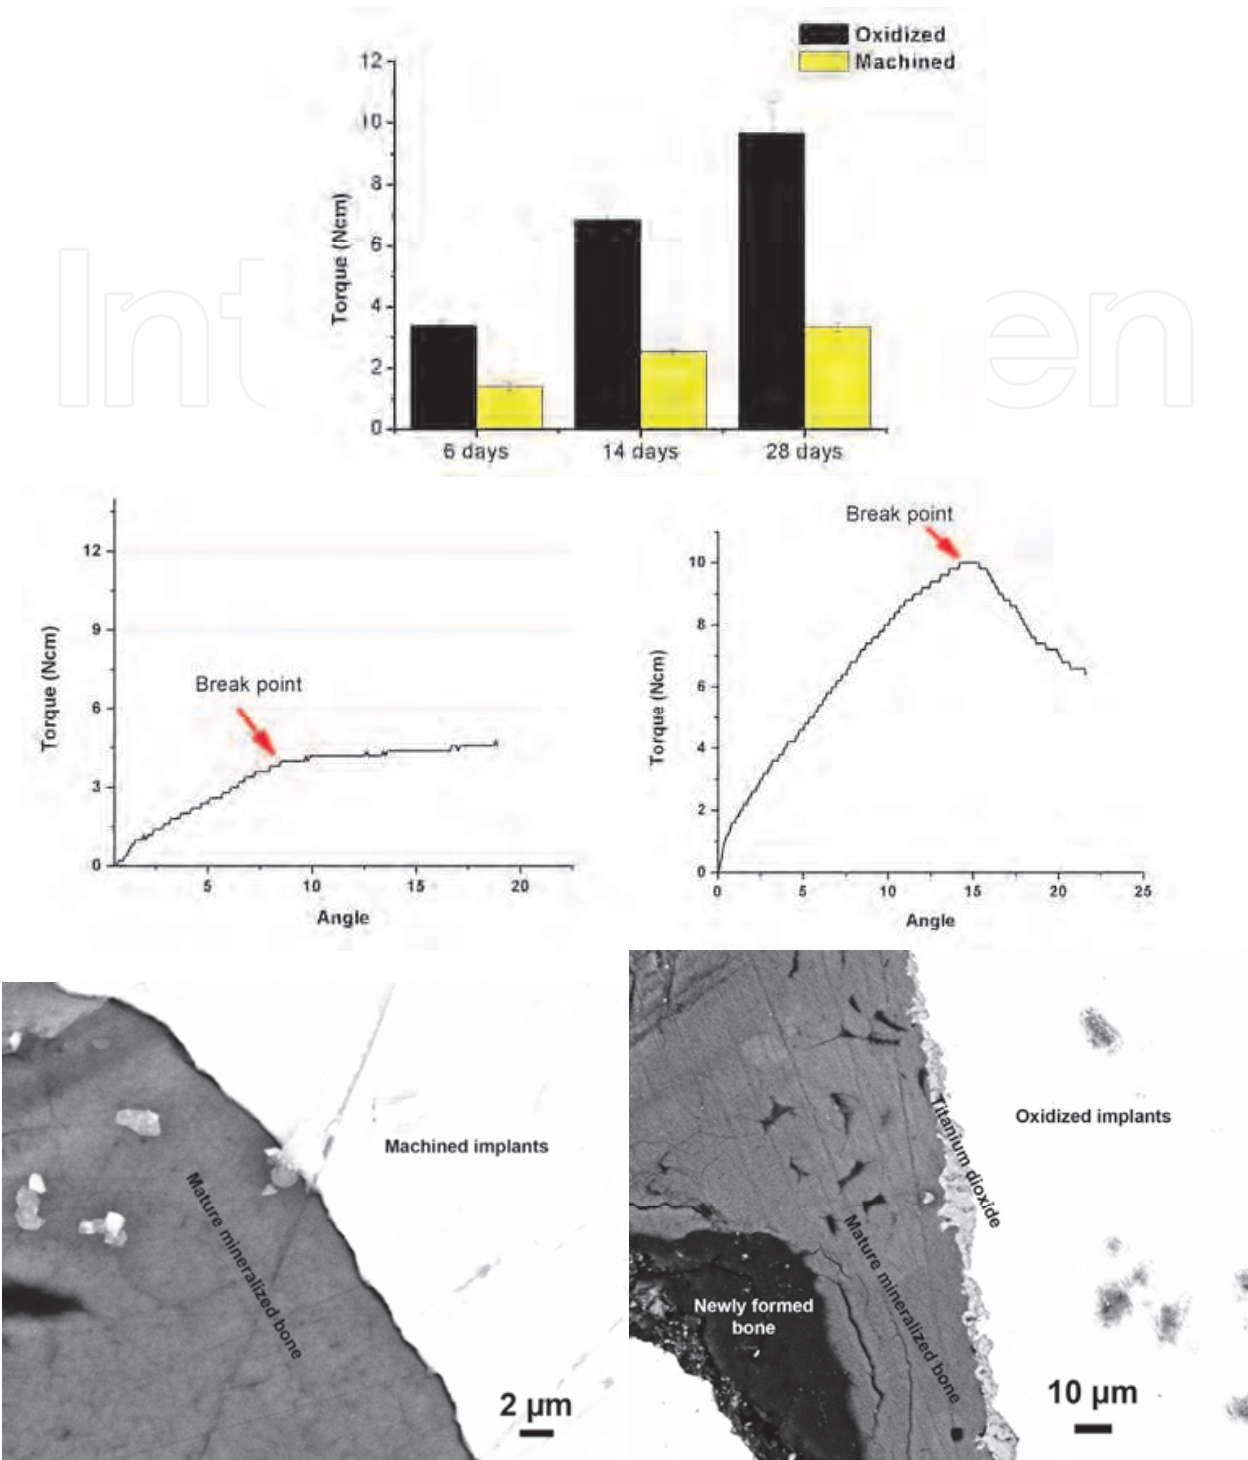 Oxidized
Machined
12
10
8
6
4
2
0
Torque (Ncm)
6 days
14 days
28 days
Break point
12
9
6
3
0
Torque (Ncm)
5
10
15
20
Angle
Break point
10
8
6
4
2
0
Torque (Ncm)
0
5
10
15
20
25
Angle
Machined implants
Mature mineralized bone
2 µm
Oxidized implants
Titanium dioxide
Mature mineralized bone
Newly formed
bone
10 µm
Int
en